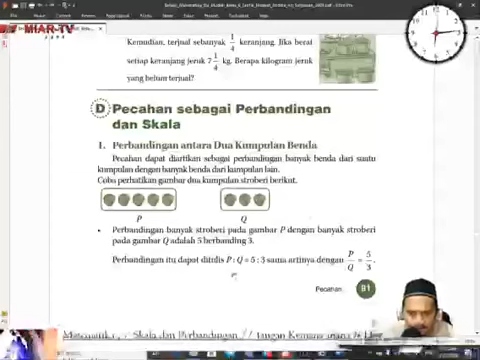 MIAR-TV
Kemudian, terjual sebanyak 1/4 keranjang. Jika berat
setiap keranjang jeruk 7 1/4 kg. Berapa kilogram jeruk
yang belum terjual?
D Pecahan sebagai Perbandingan
dan Skala
1. Perbandingan antara Dua Kumpulan Benda
Pecahan dapat diartikan sebagai perbandingan banyak benda dari suatu
kumpulan dengan banyak benda dari kumpulan lain.
Coba perhatikan gambar dua kumpulan stroberi berikut.
P
Q
• Perbandingan banyak stroberi pada gambar P dengan banyak stroberi
pada gambar Q adalah 5 berbanding 3.
Perbandingan itu dapat ditulis P : Q = 5 : 3 sama artinya dengan P/Q = 5/3.
Pecahan
91
Skala dan Perbandingan